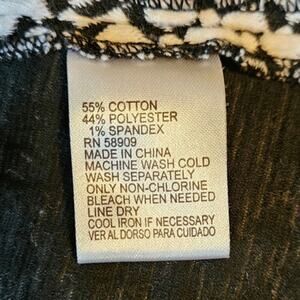 55% COTTON
44% POLYESTER
1% SPANDEX
RN 58909
MADE IN CHINA
MACHINE WASH COLD
WASH SEPARATELY
ONLY NON-CHLORINE
BLEACH WHEN NEEDED
LINE DRY
COOL IRON IF NECESSARY
VER AL DORSO PARA CUIDADO